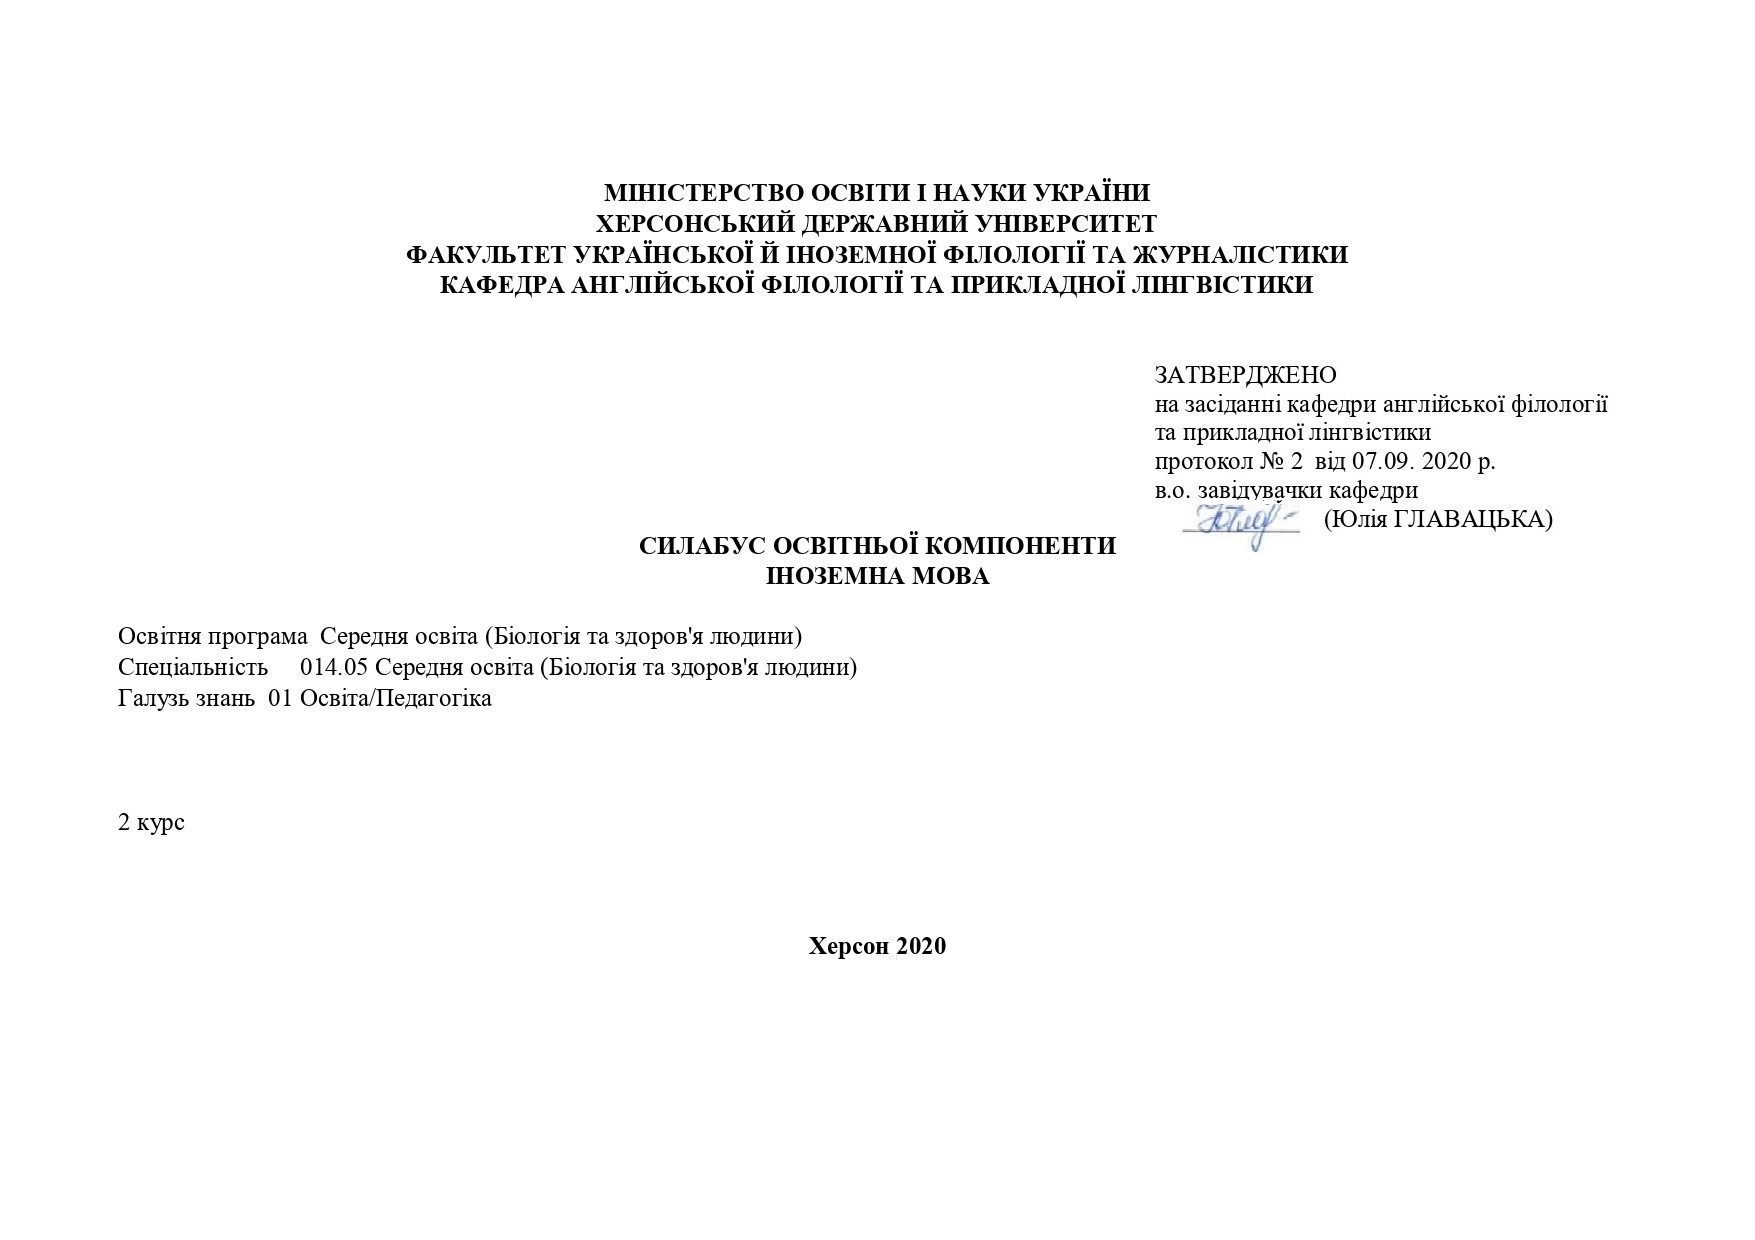 МІНІСТЕРСТВО ОСВІТИ І НАУКИ УКРАЇНИ
ХЕРСОНСЬКИЙ ДЕРЖАВНИЙ УНІВЕРСИТЕТ
ФАКУЛЬТЕТ УКРАЇНСЬКОЇ Й ІНОЗЕМНОЇ ФІЛОЛОГІЇ ТА ЖУРНАЛІСТИКИ
КАФЕДРА АНГЛІЙСЬКОЇ ФІЛОЛОГІЇ ТА ПРИКЛАДНОЇ ЛІНГВІСТИКИ
ЗАТВЕРДЖЕНО
на засіданні кафедри англійської філології
та прикладної лінгвістики
протокол № 2 від 07.09. 2020 р.
в.о. завідувачки кафедри
(Юлія ГЛАВАЦЬКА)
СИЛАБУС ОСВІТНЬОЇ КОМПОНЕНТИ
ІНОЗЕМНА МОВА
Освітня програма Середня освіта (Біологія та здоров'я людини)
Спеціальність 014.05 Середня освіта (Біологія та здоров'я людини)
Галузь знань 01 Освіта/Педагогіка
2 курс
Херсон 2020